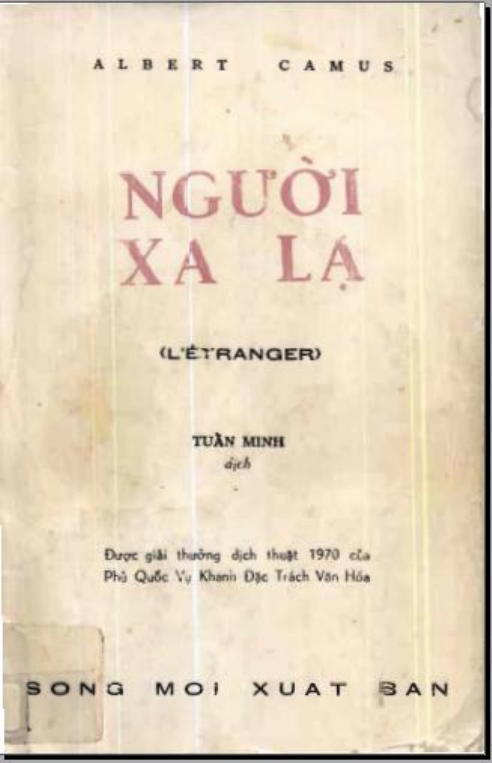 ALBERT CAMUS
NGƯỜI
XA LẠ
(L'ÉTRANGER)
TUẤN MINH
dịch
Được giải thưởng dịch thuật 1970 của
Phủ Quốc Vụ Khanh Đặc Trách Văn Hóa
SONG MOI XUAT BAN